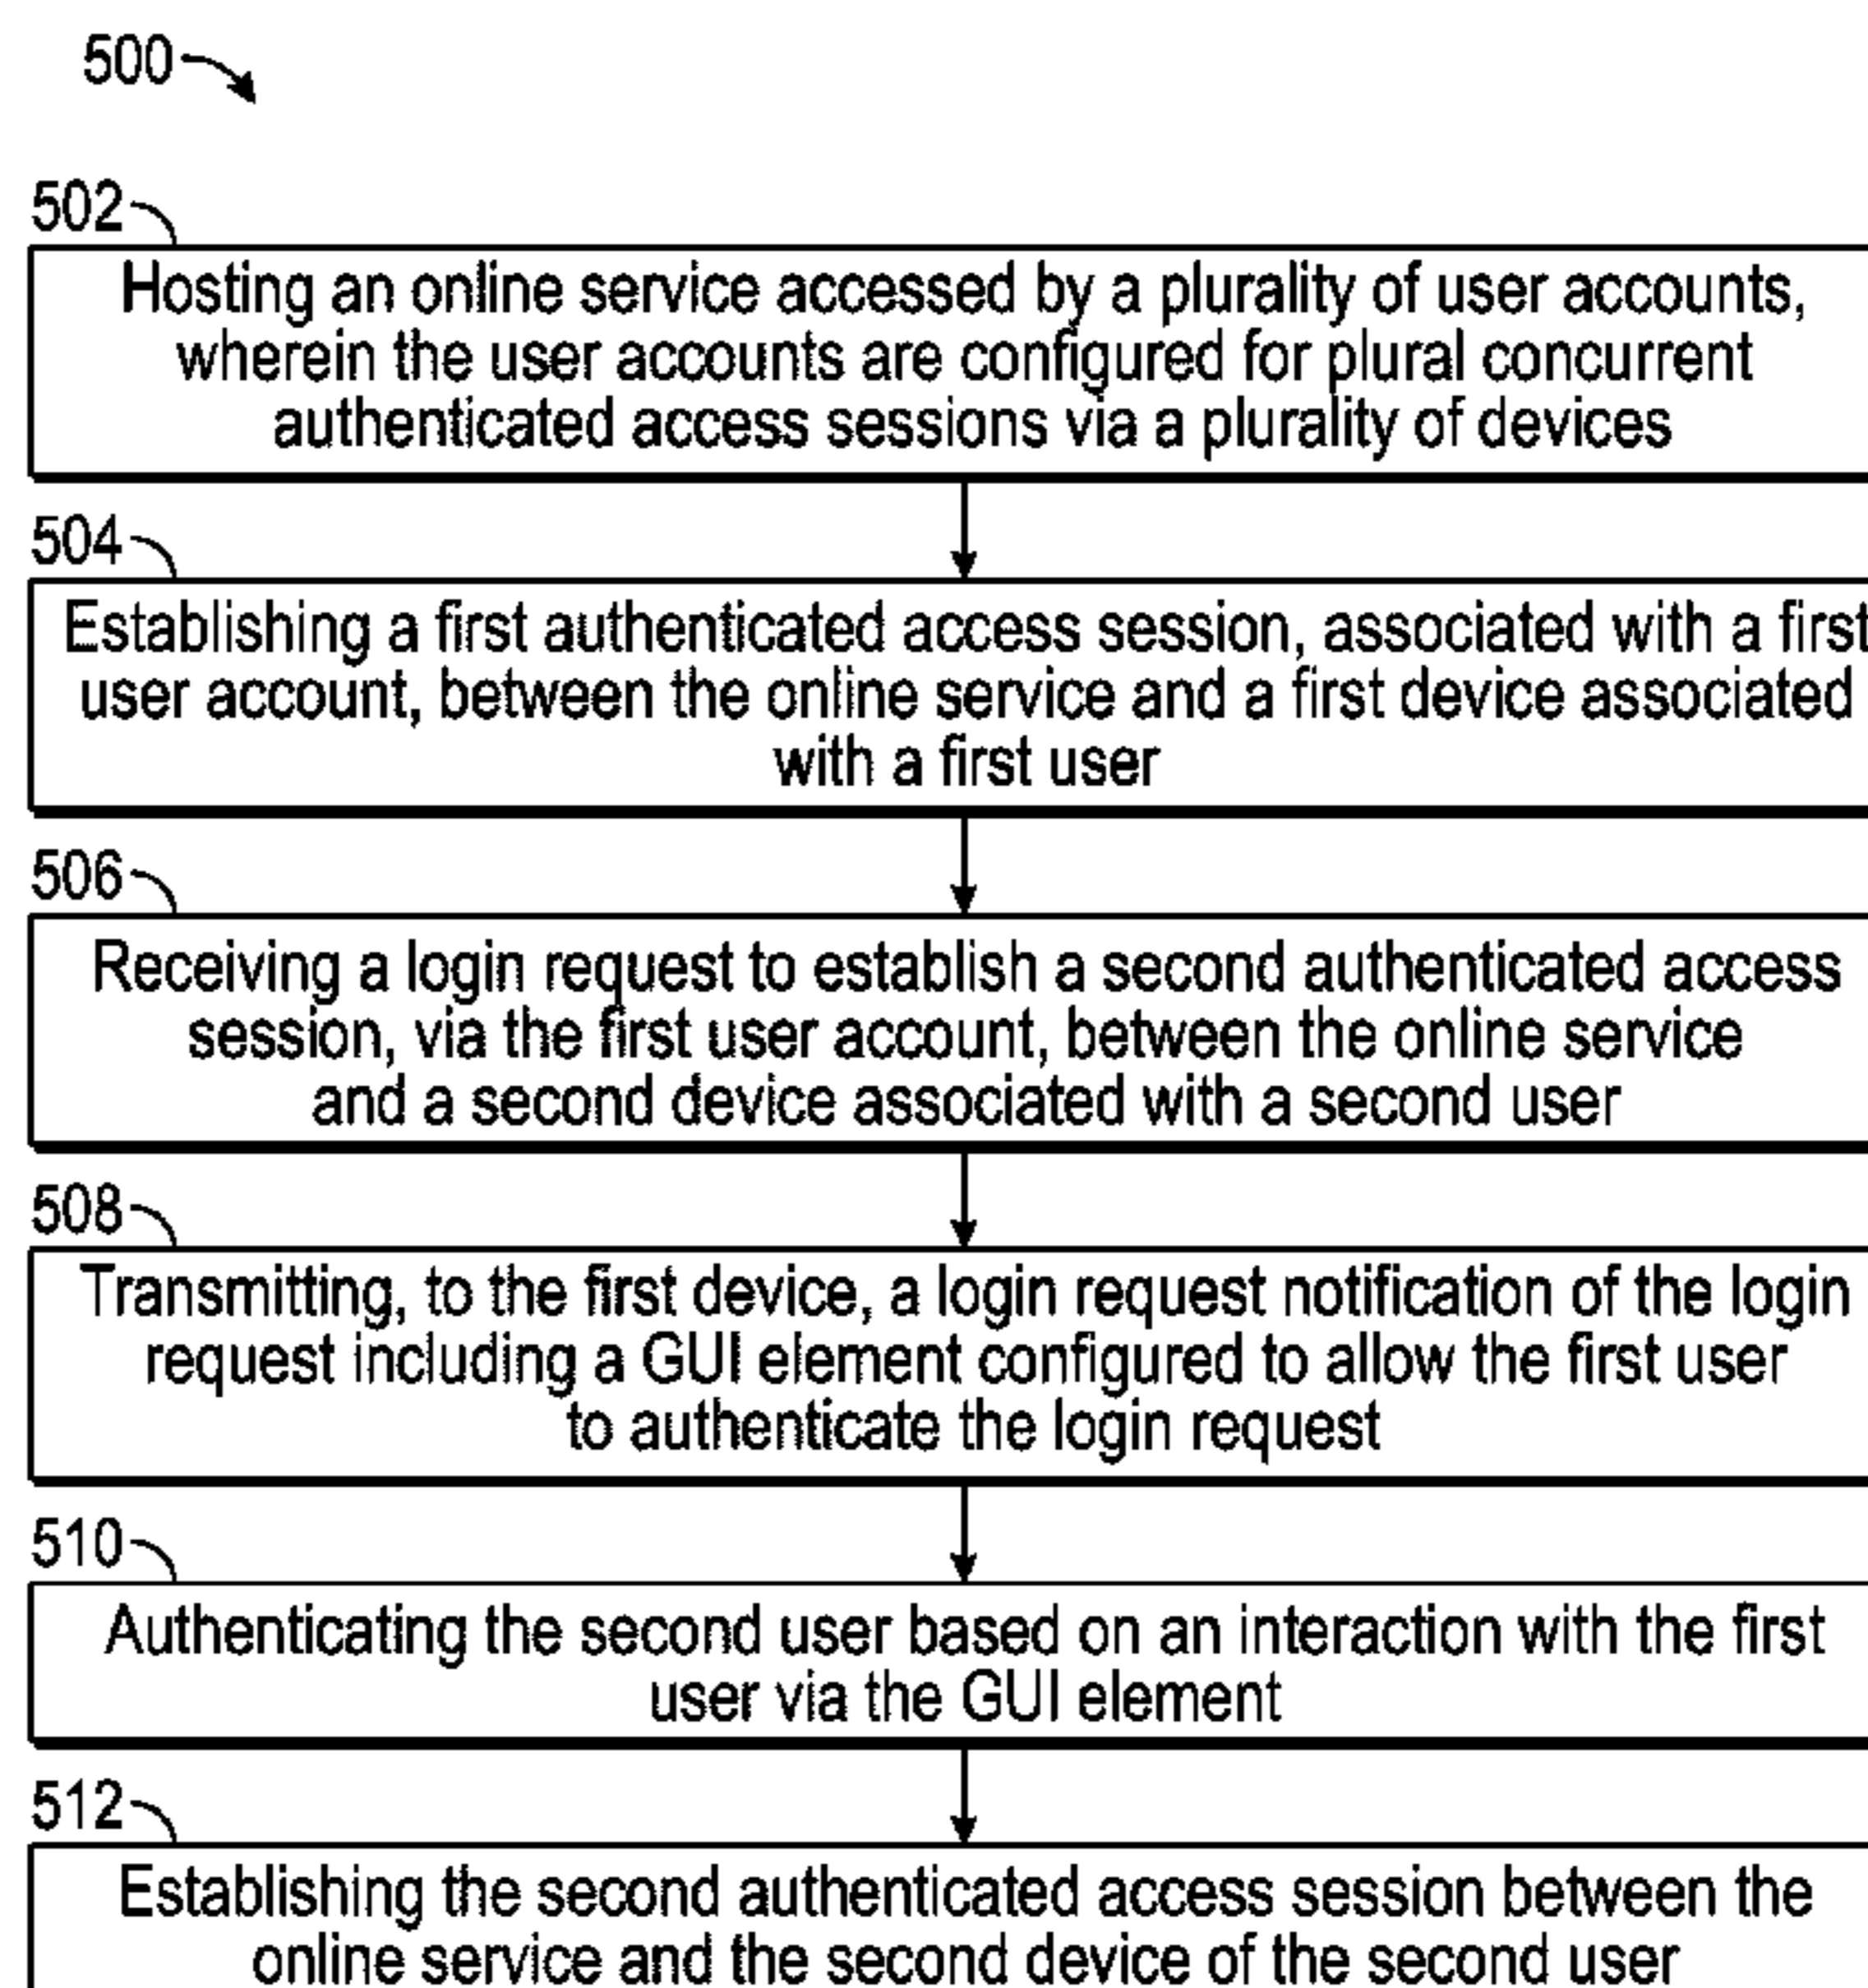 500
502
Hosting an online service accessed by a plurality of user accounts,
wherein the user accounts are configured for plural concurrent
authenticated access sessions via a plurality of devices
504
Establishing a first authenticated access session, associated with a first
user account, between the online service and a first device associated
with a first user
506
Receiving a login request to establish a second authenticated access
session, via the first user account, between the online service
and a second device associated with a second user
508
Transmitting, to the first device, a login request notification of the login
request including a GUI element configured to allow the first user
to authenticate the login request
510
Authenticating the second user based on an interaction with the first
user via the GUI element
512
Establishing the second authenticated access session between the
online service and the second device of the second user